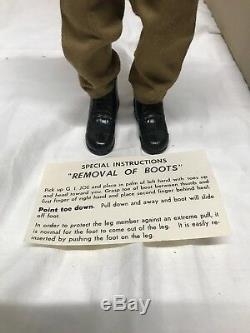 SPECIAL INSTRUCTIONS
"REMOVAL OF BOOTS"
Pick up G. I. JOE and place in palm of left hand with toes up
and head toward you. Grasp toe of boot between thumb and
first finger of right hand and place second finger behind heel.
Point toe down. Pull down and away and boot will slide
off foot.
In order to protect the leg member against an extreme pull, it
is normal for the foot to come out of the leg. It is easily re-
inserted by pushing the foot on the leg.